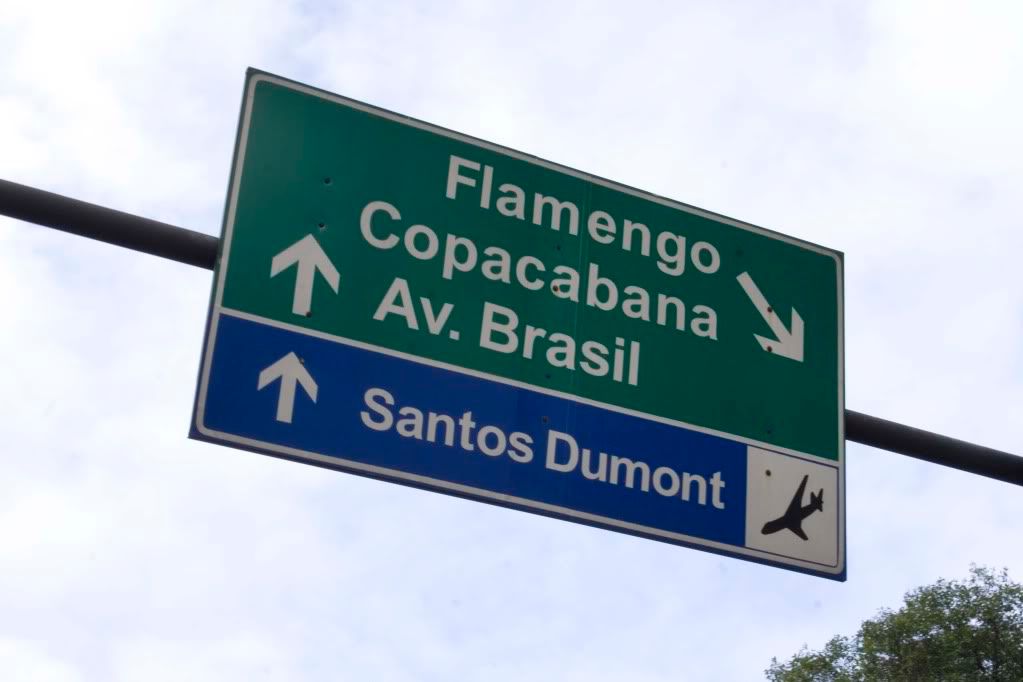 Flamengo
Copacabana
Av. Brasil
Santos Dumont